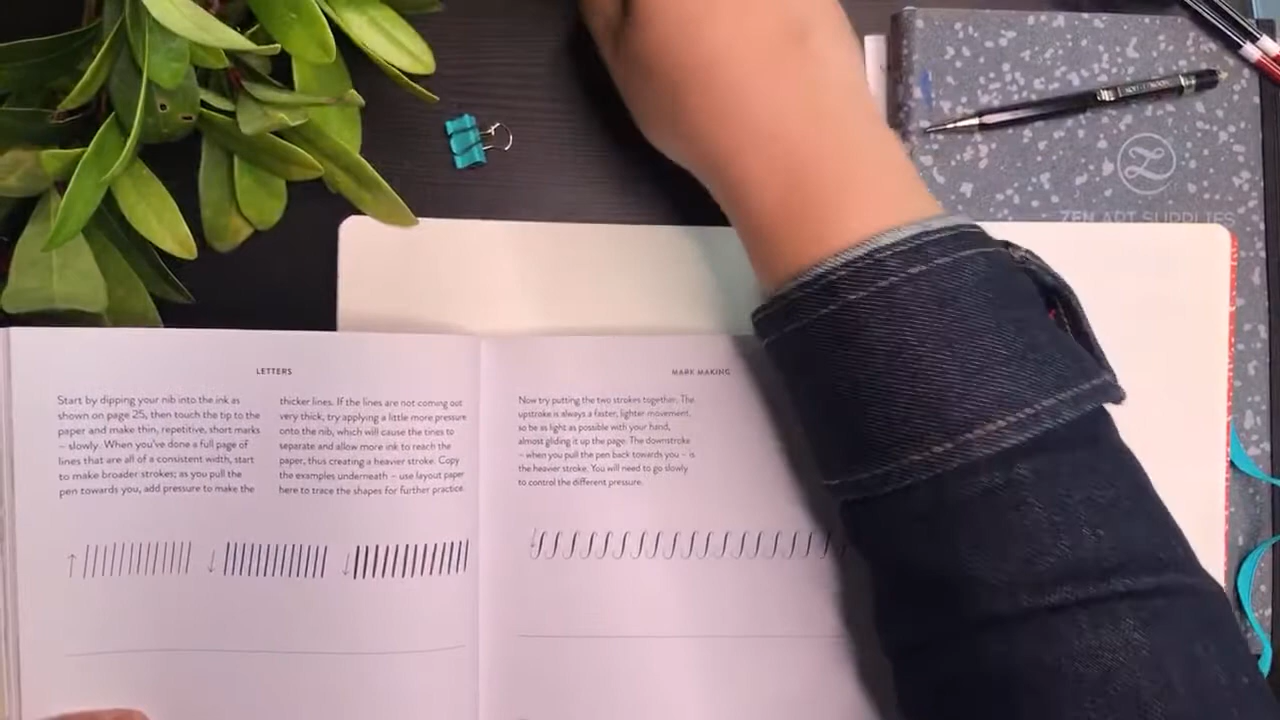 ZEN ART SUPPLIES
LETTERS
Start by dipping your nib into the ink as
shown on page 25, then touch the tip to the
paper and make thin, repetitive, short marks
– slowly. When you've done a full page of
lines that are all of a consistent width, start
to make broader strokes; as you pull the
pen towards you, add pressure to make the
thicker lines. If the lines are not coming out
very thick, try applying a little more pressure
onto the nib, which will cause the tines to
separate and allow more ink to reach the
paper, thus creating a heavier stroke. Copy
the examples underneath – use layout paper
here to trace the shapes for further practice.
MARK MAKING
Now try putting the two strokes together. The
upstroke is always a faster, lighter movement,
so be as light as possible with your hand,
almost gliding it up the page. The downstroke
– when you pull the pen back towards you – is
the heavier stroke. You will need to go slowly
to control the different pressure.